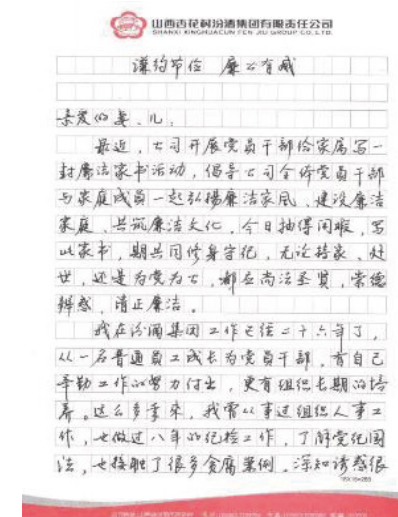 山西杏花村汾酒集团有限责任公司
SHANXI XINGHUACUN FEN JIU GROUP CO.,LTD.
谦约节俭 廉公有威
亲爱的妻、儿:
最近,公司开展党员干部给家属写一
封廉洁家书活动,倡导公司全体党员干部
与家庭成员一起弘扬廉洁家风,建设廉洁
家庭、共筑廉洁文化,今日抽得闲暇,写
此家书,期共同修身守纪,无论持家、处
世,还是为党为公,都应尚法圣贤,崇德
辨惑,清正廉洁。
我在汾酒集团工作已经二十六年了,
从一名普通员工成长为党员干部,有自己
辛勤工作的努力付出,更有组织长期的培
养。这么多年来,我常从事过组织人事工
作,也做过八年的纪检工作,了解党纪国
法,也接触了很多贪腐案例,深知诱惑很